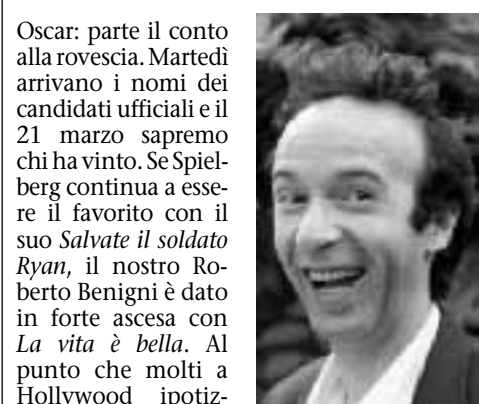 Oscar: parte il conto
alla rovescia. Martedì
arrivano i nomi dei
candidati ufficiali e il
21 marzo sapremo
chi ha vinto. Se Spiel-
berg continua a esse-
re il favorito con il
suo Salvate il soldato
Ryan, il nostro Ro-
berto Benigni è dato
in forte ascesa con
La vita è bella. Al
punto che molti a
Hollywood ipotiz-